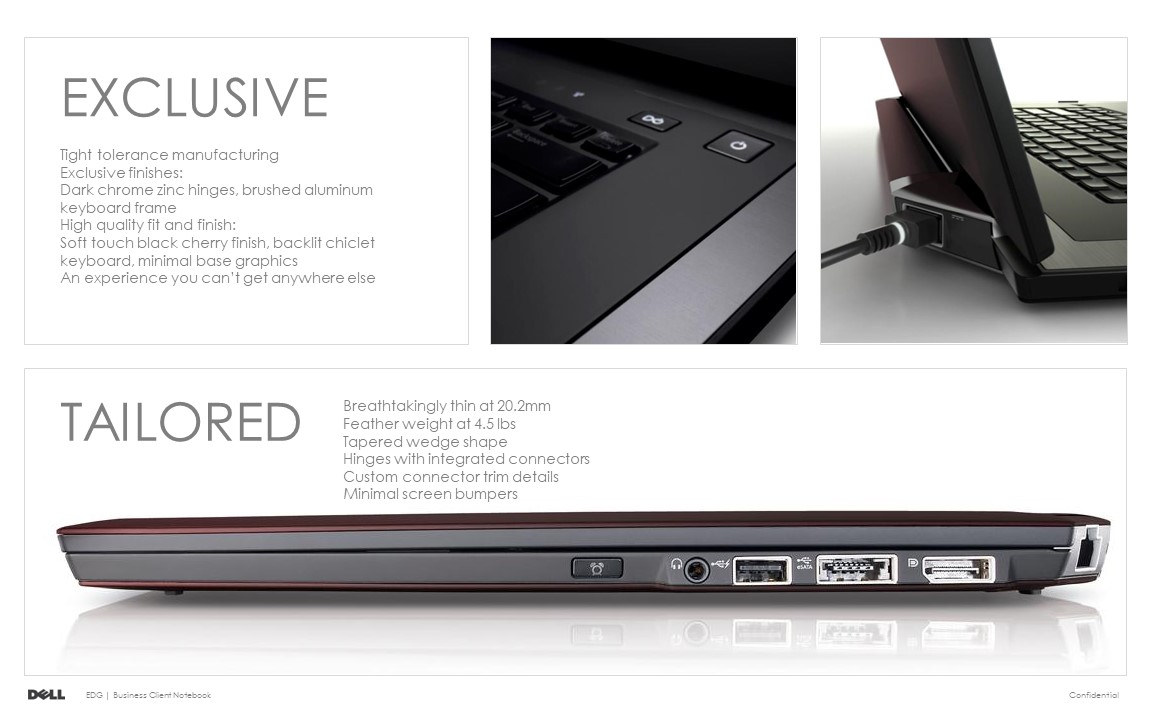 EXCLUSIVE
Tight tolerance manufacturing
Exclusive finishes:
Dark chrome zinc hinges, brushed aluminum
keyboard frame
High quality fit and finish:
Soft touch black cherry finish, backlit chiclet
keyboard, minimal base graphics
An experience you can’t get anywhere else
Backspace
TAILORED
Breathtakingly thin at 20.2mm
Feather weight at 4.5 lbs
Tapered wedge shape
Hinges with integrated connectors
Custom connector trim details
Minimal screen bumpers
eSATA
DELL
EDG | Business Client Notebook
Confidential